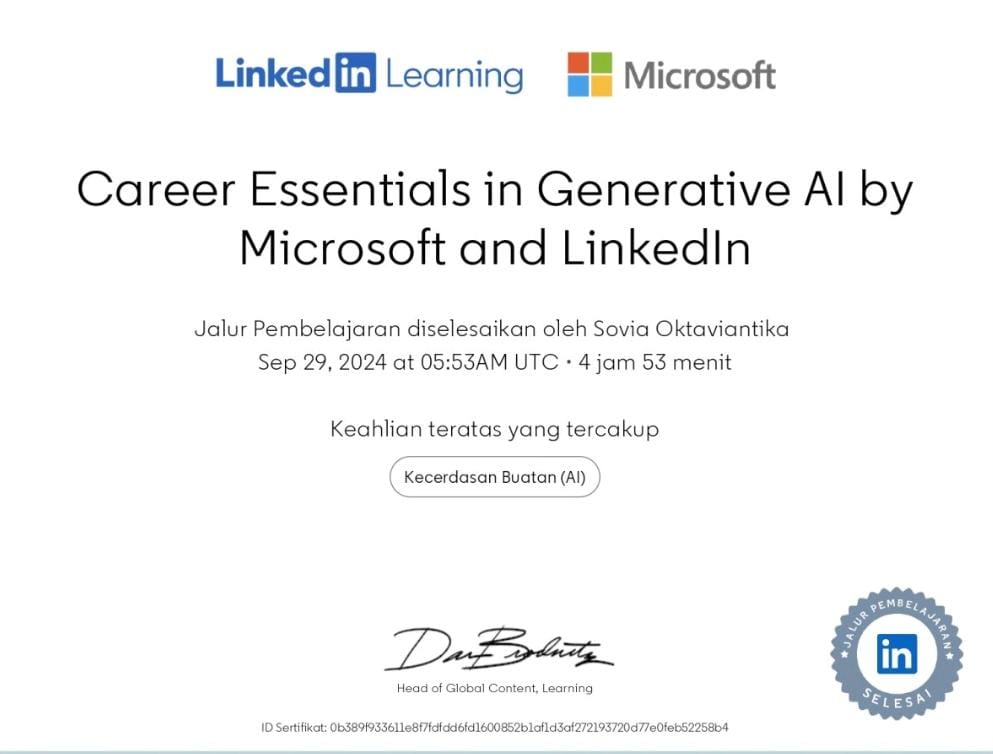 LinkedIn Learning Microsoft
Career Essentials in Generative AI by
Microsoft and LinkedIn
Jalur Pembelajaran diselesaikan oleh Sovia Oktaviantika
Sep 29, 2024 at 05:53AM UTC • 4 jam 53 menit
Keahlian teratas yang tercakup
Kecerdasan Buatan (AI)
Dan Brodnitz
Head of Global Content, Learning
ID Sertifikat: 0b389f933611e8f7fdfdd6fd1600852b1af1d3af272193720d77e0feb52258b4
JALUR PEMBELAJARAN
in
SELESAI